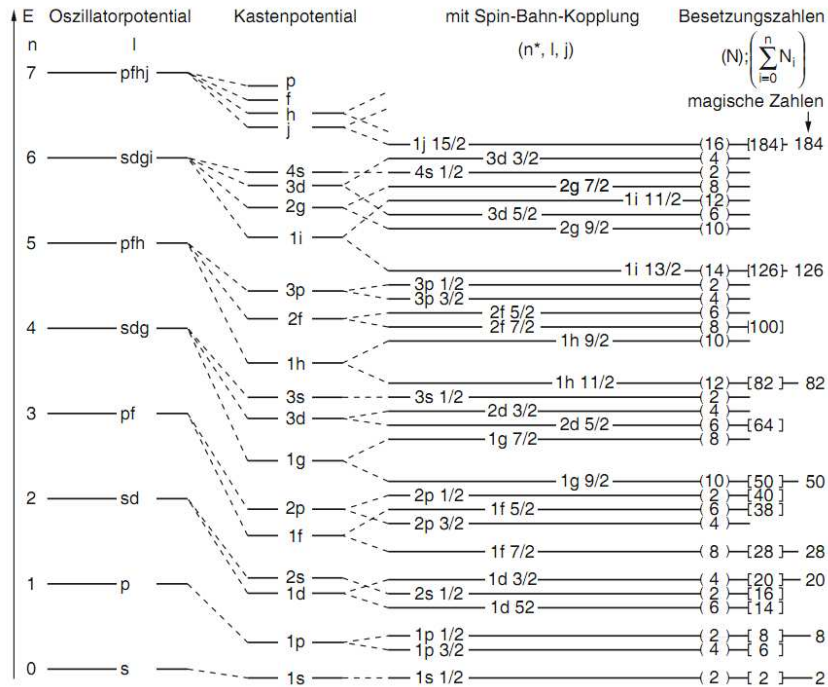 E Oszillatorpotential Kastenpotential mit Spin-Bahn-Kopplung Besetzungszahlen
n l (n*, l, j) (N); ( n ∑ i=0 N i )
magische Zahlen
7 pfhj
p
f
h
j
1j 15/2 (16) [184] 184
6 sdgi 3d 3/2 (4)
4s 4s 1/2 (2)
3d 2g 7/2 (8)
1i 11/2 (12)
2g 3d 5/2 (6)
2g 9/2 (10)
5 pfh 1i
1i 13/2 (14) [126] 126
3p 3p 1/2 (2)
3p 3/2 (4)
2f 2f 5/2 (6)
4 sdg 2f 7/2 (8) [100]
1h 9/2 (10)
1h
1h 11/2 (12) [82] 82
3s 3s 1/2 (2)
3 pf 3d 2d 3/2 (4)
2d 5/2 (6) [64]
1g 7/2 (8)
1g
1g 9/2 (10) [50] 50
2 sd 2p 1/2 (2) [40]
2p 1f 5/2 (6) [38]
2p 3/2 (4)
1f
1f 7/2 (8) [28] 28
1 p 2s 1d 3/2 (4) [20] 20
1d 2s 1/2 (2) [16]
1d 52 (6) [14]
1p 1p 1/2 (2) [8] 8
1p 3/2 (4) [6]
0 s 1s 1s 1/2 (2) [2] 2